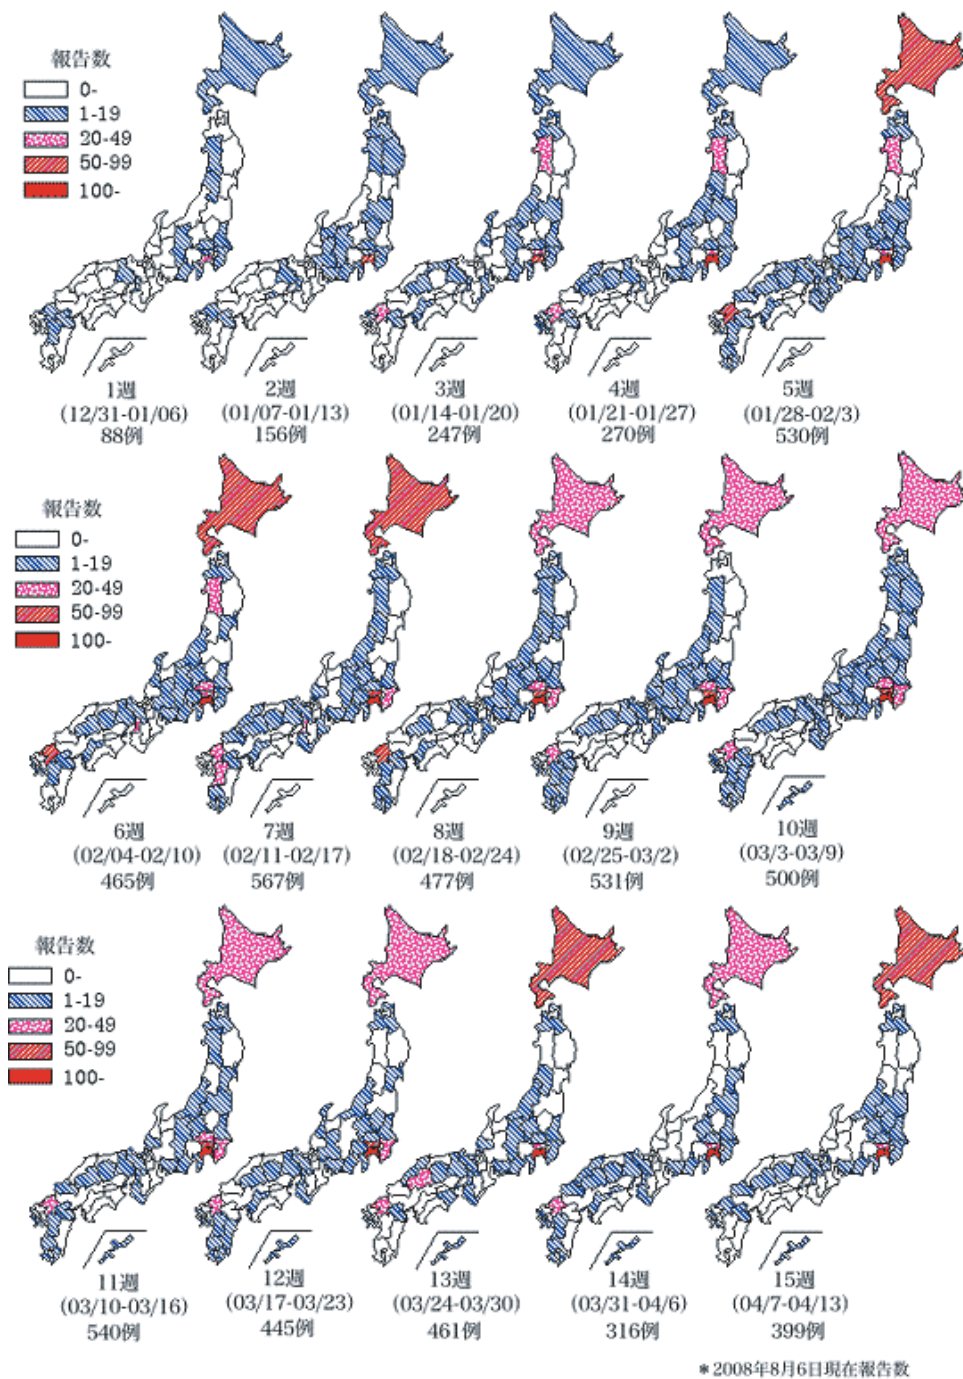 報告数
0-
1-19
20-49
50-99
100-
1週
(12/31-01/06)
88例
2週
(01/07-01/13)
156例
3週
(01/14-01/20)
247例
4週
(01/21-01/27)
270例
5週
(01/28-02/3)
530例
報告数
0-
1-19
20-49
50-99
100-
6週
(02/04-02/10)
465例
7週
(02/11-02/17)
567例
8週
(02/18-02/24)
477例
9週
(02/25-03/2)
531例
10週
(03/3-03/9)
500例
報告数
0-
1-19
20-49
50-99
100-
11週
(03/10-03/16)
540例
12週
(03/17-03/23)
445例
13週
(03/24-03/30)
461例
14週
(03/31-04/6)
316例
15週
(04/7-04/13)
399例
*2008年8月6日現在報告数